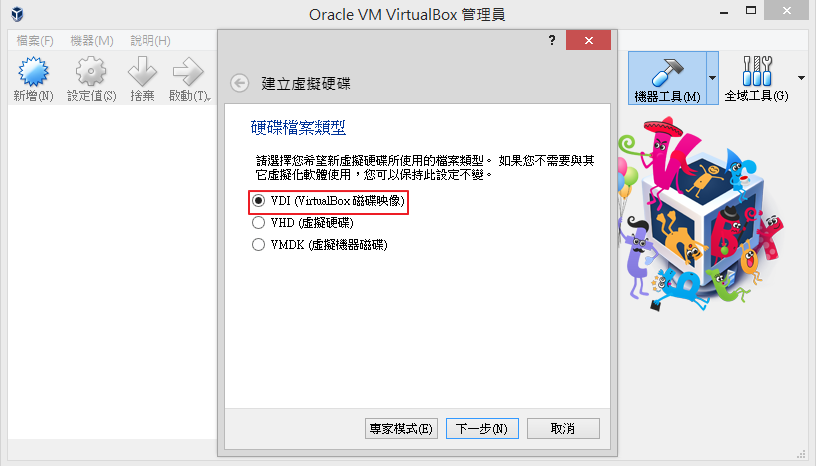 Oracle VM VirtualBox 管理員
檔案(F) 機器(M) 說明(H)
新增(N) 設定值(S) 捨棄 啟動(T)
機器工具(M) 全域工具(G)
?
建立虛擬硬碟
硬碟檔案類型
請選擇您希望新虛擬硬碟所使用的檔案類型。 如果您不需要與其
它虛擬化軟體使用，您可以保持此設定不變。
VDI (VirtualBox 磁碟映像)
VHD (虛擬硬碟)
VMDK (虛擬機器磁碟)
專家模式(E) 下一步(N) 取消